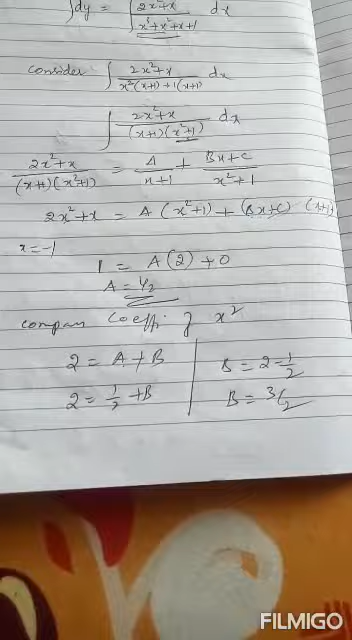 ∫dy = ∫ 2x²+x / x³+x²+x+1 dx
consider ∫ 2x²+x / x²(x+1)+1(x+1) dx
∫ 2x²+x / (x+1)(x²+1) dx
2x²+x / (x+1)(x²+1) = A / x+1 + Bx+C / x²+1
2x²+x = A(x²+1) + (Bx+C) (x+1)
x=-1
1 = A(2)+0
A = 1/2
compare coeffi. of x²
2 = A+B
2 = 1/2 +B
B = 2-1/2
B = 3/2
FILMIGO